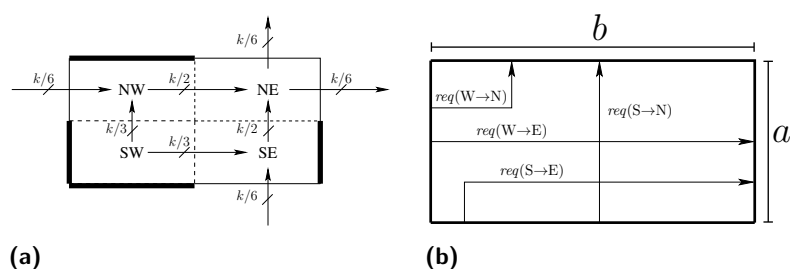 k/6
k/6
NW
k/2
NE
k/6
k/3
k/2
SW
k/3
SE
k/6
(a)
b
req(W→N)
req(S→N)
req(W→E)
a
req(S→E)
(b)